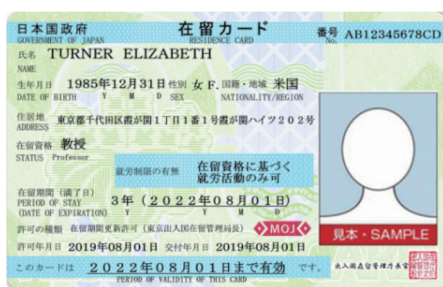 日本国政府 在留カード 番号 AB12345678CD
GOVERNMENT OF JAPAN RESIDENCE CARD No.
氏名 TURNER ELIZABETH
NAME
生年月日 1985年12月31日 性別 女 F. 国籍・地域 米国
DATE OF BIRTH Y M D SEX NATIONALITY/REGION
住居地 東京都千代田区霞が関1丁目1番1号霞が関ハイツ202号
ADDRESS
在留資格 教授
STATUS Professor
就労制限の有無 在留資格に基づく
就労活動のみ可
在留期間(満了日)
PERIOD OF STAY 3年(2022年08月01日)
(DATE OF EXPIRATION) Y Y M D
許可の種類 在留期間更新許可(東京出入国在留管理局長) MOJ
見本・SAMPLE
許可年月日 2019年08月01日 交付年月日 2019年08月01日
このカードは 2022年08月01日まで有効 です。 出入国在留管理庁長官
PERIOD OF VALIDITY OF THIS CARD